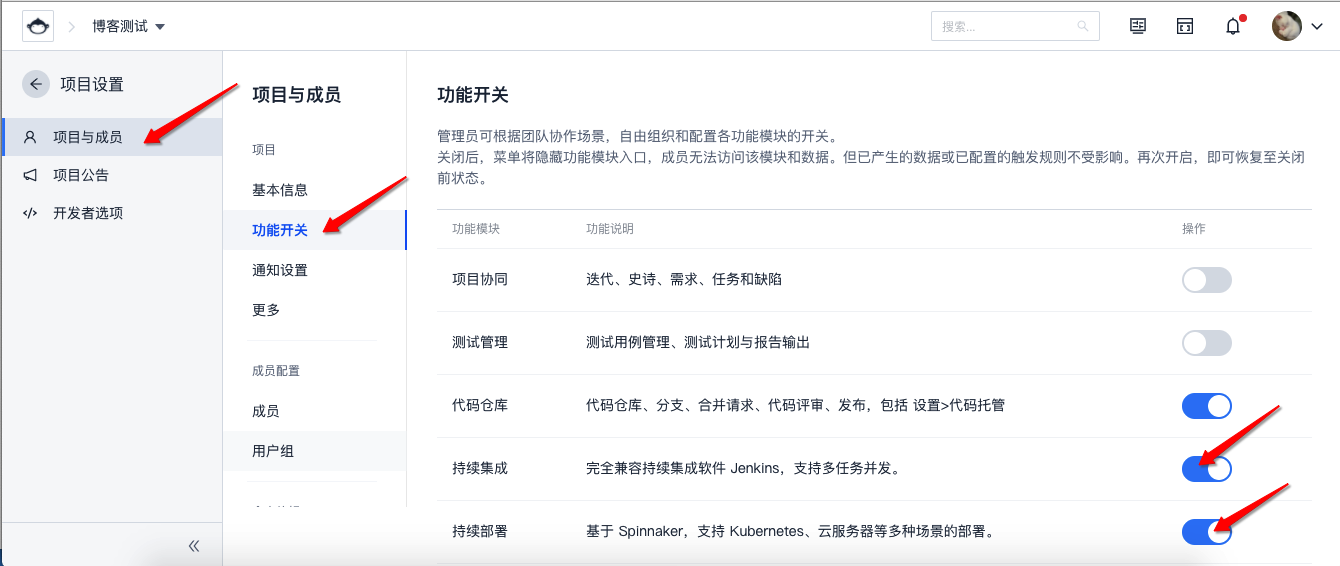 博客测试
搜索...
项目设置
项目与成员
项目公告
开发者选项
项目与成员
项目
基本信息
功能开关
通知设置
更多
成员配置
成员
用户组
功能开关
管理员可根据团队协作场景，自由组织和配置各功能模块的开关。
关闭后，菜单将隐藏功能模块入口，成员无法访问该模块和数据。但已产生的数据或已配置的触发规则不受影响。再次开启，即可恢复至关闭
前状态。
功能模块 功能说明 操作
项目协同 迭代、史诗、需求、任务和缺陷
测试管理 测试用例管理、测试计划与报告输出
代码仓库 代码仓库、分支、合并请求、代码评审、发布，包括 设置>代码托管
持续集成 完全兼容持续集成软件 Jenkins，支持多任务并发。
持续部署 基于 Spinnaker，支持 Kubernetes、云服务器等多种场景的部署。